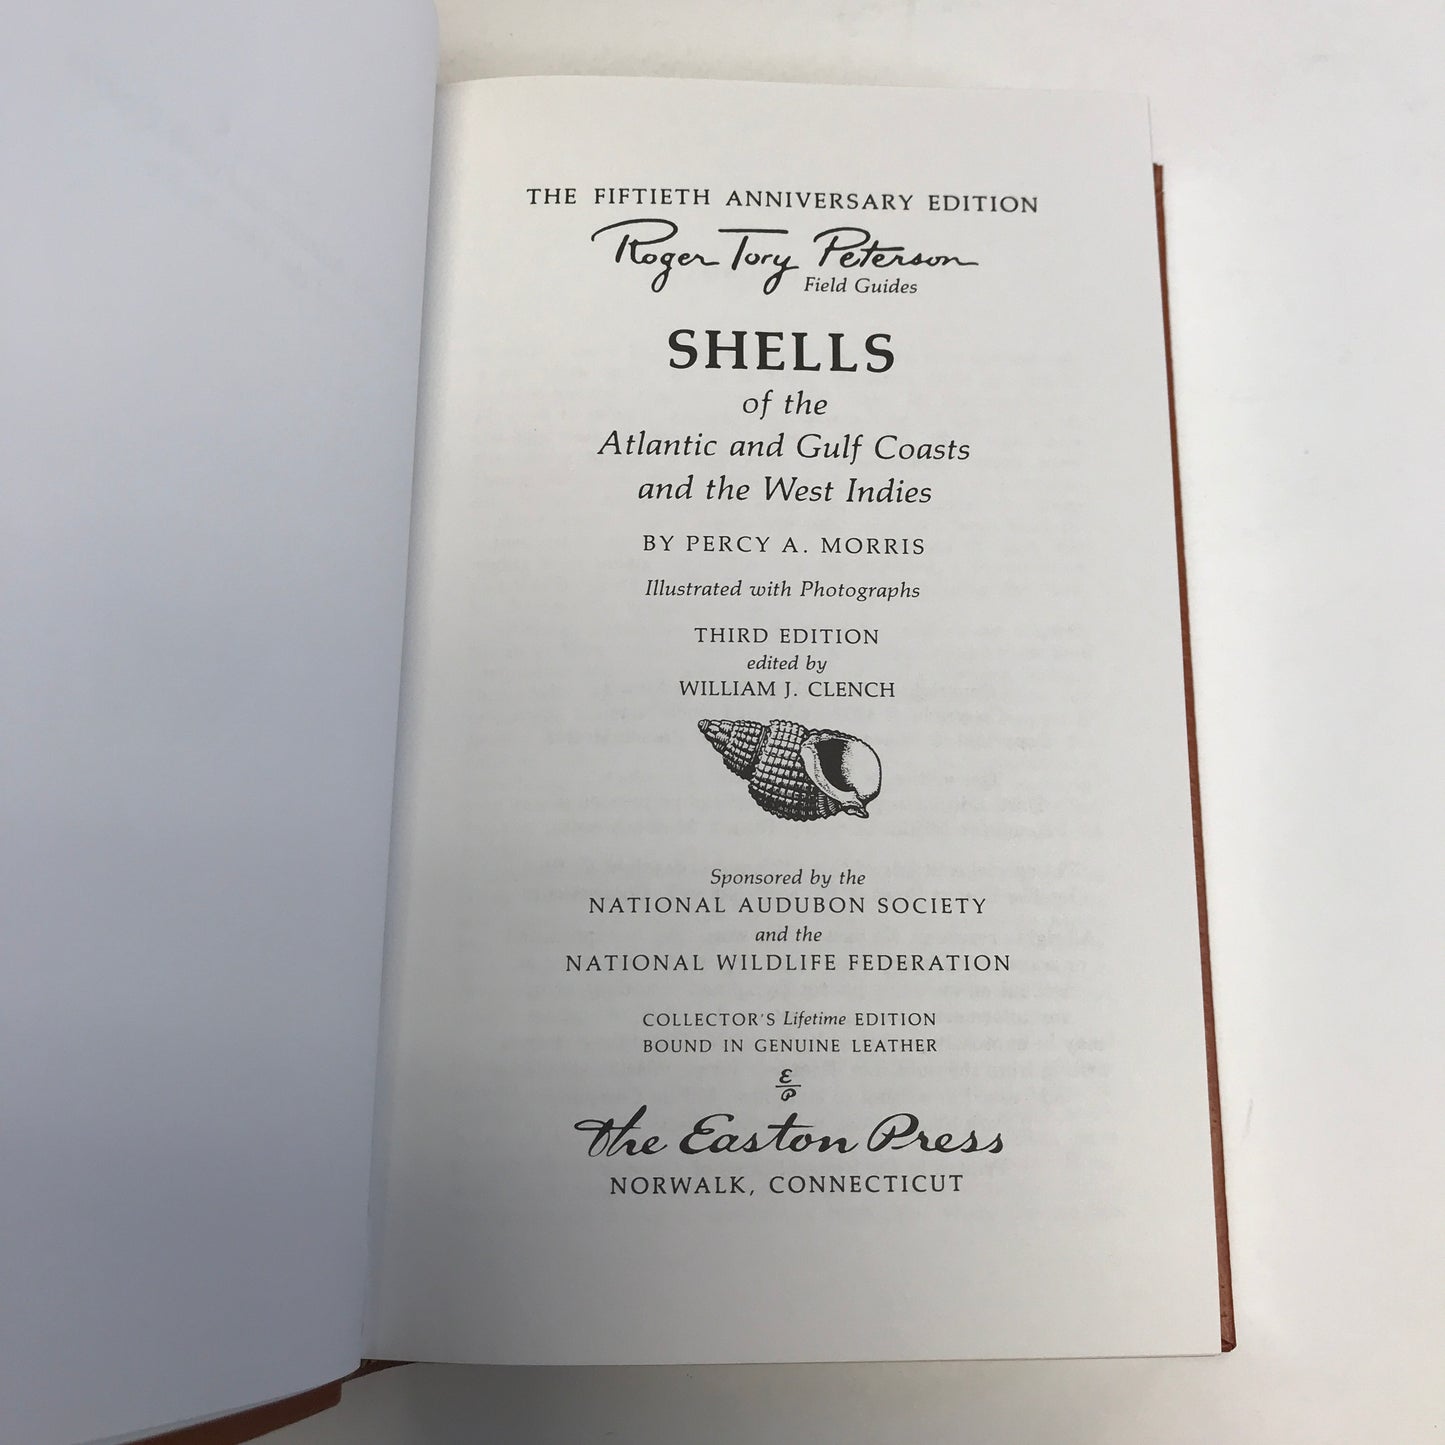 THE FIFTIETH ANNIVERSARY EDITION
Roger Tory Peterson
Field Guides
SHELLS
of the
Atlantic and Gulf Coasts
and the West Indies
BY PERCY A. MORRIS
Illustrated with Photographs
THIRD EDITION
edited by
WILLIAM J. CLENCH
Sponsored by the
NATIONAL AUDUBON SOCIETY
and the
NATIONAL WILDLIFE FEDERATION
COLLECTOR'S Lifetime EDITION
BOUND IN GENUINE LEATHER
E
P
The Easton Press
NORWALK, CONNECTICUT